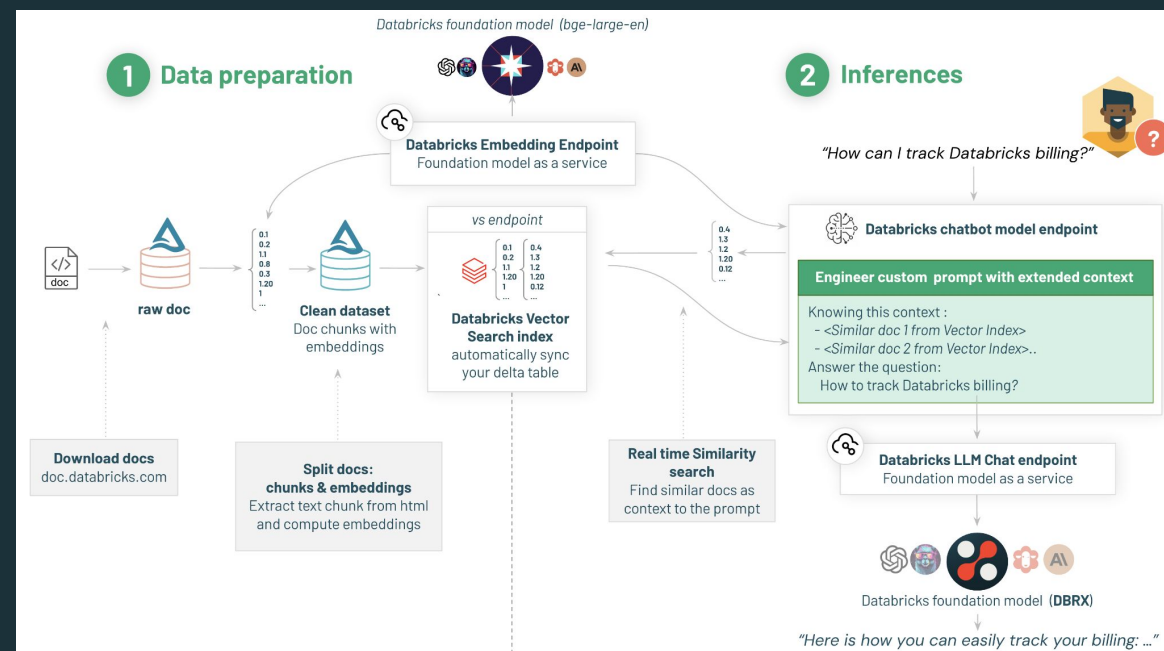 Databricks foundation model (bge-large-en)
1 Data preparation
2 Inferences
Databricks Embedding Endpoint
Foundation model as a service
?
“How can I track Databricks billing?”
vs endpoint
</>
doc
raw doc
0.1
0.2
1.1
0.8
0.3
1.20
1
...
Clean dataset
Doc chunks with
embeddings
0.1
0.2
1.1
1.20
1
...
0.4
1.3
1.2
1.20
0.12
...
Databricks Vector
Search index
automatically sync
your delta table
0.4
1.3
1.2
1.20
0.12
...
Databricks chatbot model endpoint
Engineer custom prompt with extended context
Knowing this context :
- <Similar doc 1 from Vector Index>
- <Similar doc 2 from Vector Index>..
Answer the question:
How to track Databricks billing?
Download docs
doc.databricks.com
Split docs:
chunks & embeddings
Extract text chunk from html
and compute embeddings
Real time Similarity
search
Find similar docs as
context to the prompt
Databricks LLM Chat endpoint
Foundation model as a service
Databricks foundation model (DBRX)
“Here is how you can easily track your billing: ...”